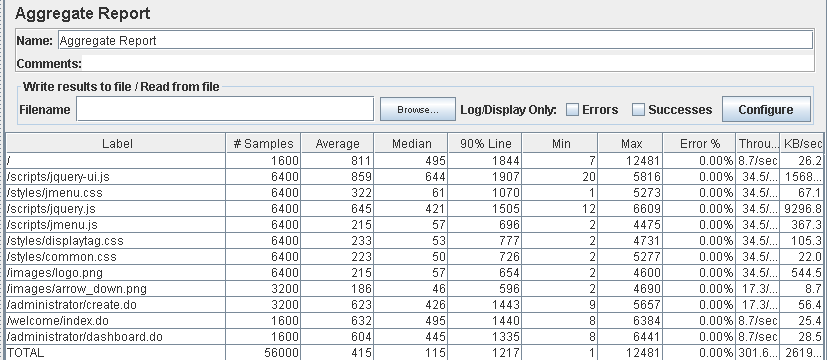 Aggregate Report
Name: Aggregate Report
Comments:
Write results to file / Read from file
Filename Browse... Log/Display Only: Errors Successes Configure
Label # Samples Average Median 90% Line Min Max Error % Throu... KB/sec
/ 1600 811 495 1844 7 12481 0.00% 8.7/sec 26.2
/scripts/jquery-ui.js 6400 859 644 1907 20 5816 0.00% 34.5/... 1568...
/styles/jmenu.css 6400 322 61 1070 1 5273 0.00% 34.5/... 67.1
/scripts/jquery.js 6400 645 421 1505 12 6609 0.00% 34.5/... 9296.8
/scripts/jmenu.js 6400 215 57 696 2 4475 0.00% 34.5/... 367.3
/styles/displaytag.css 6400 233 53 777 2 4731 0.00% 34.5/... 105.3
/styles/common.css 6400 223 50 726 2 5277 0.00% 34.5/... 22.0
/images/logo.png 6400 215 57 654 2 4600 0.00% 34.5/... 544.5
/images/arrow_down.png 3200 186 46 596 2 4690 0.00% 17.3/... 8.7
/administrator/create.do 3200 623 426 1443 9 5657 0.00% 17.3/... 56.4
/welcome/index.do 1600 632 495 1440 8 6384 0.00% 8.7/sec 25.4
/administrator/dashboard.do 1600 604 445 1335 8 6441 0.00% 8.7/sec 28.5
TOTAL 56000 415 115 1217 1 12481 0.00% 301.6... 2619...